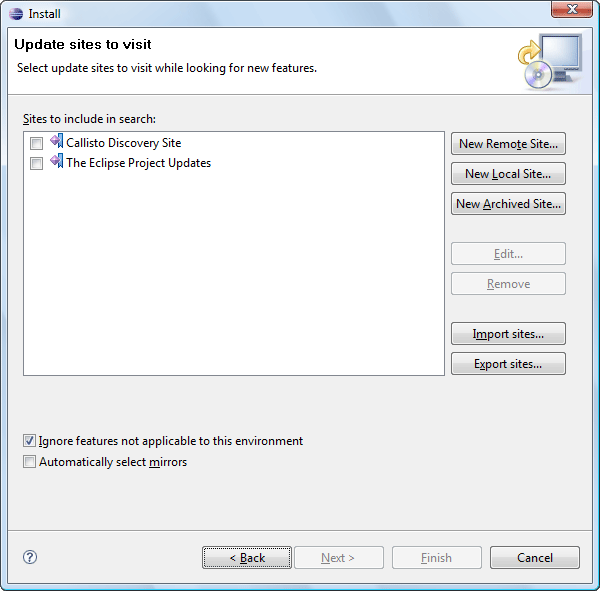 Install
Update sites to visit
Select update sites to visit while looking for new features.
Sites to include in search:
Callisto Discovery Site
The Eclipse Project Updates
New Remote Site...
New Local Site...
New Archived Site...
Edit...
Remove
Import sites...
Export sites...
Ignore features not applicable to this environment
Automatically select mirrors
? < Back Next > Finish Cancel